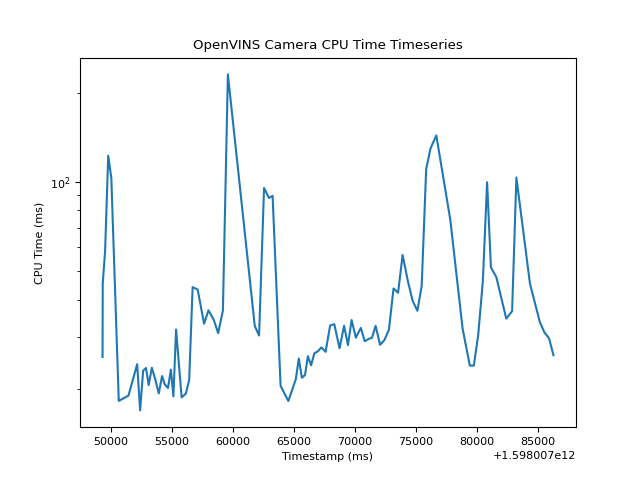 OpenVINS Camera CPU Time Timeseries
CPU Time (ms)
10²
50000 55000 60000 65000 70000 75000 80000 85000
Timestamp (ms)
+1.598007e12